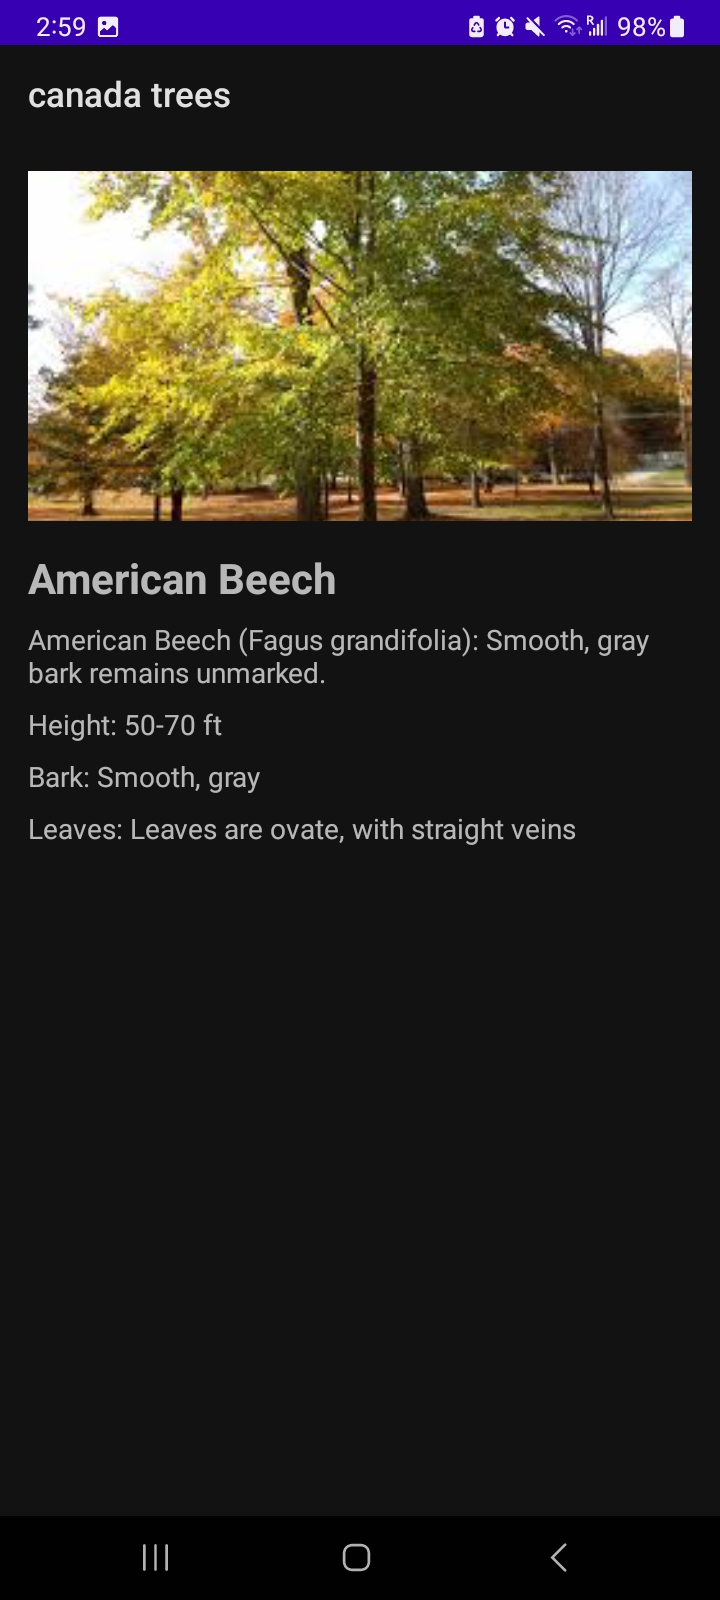 2:59
R 98%
canada trees
American Beech
American Beech (Fagus grandifolia): Smooth, gray
bark remains unmarked.
Height: 50-70 ft
Bark: Smooth, gray
Leaves: Leaves are ovate, with straight veins